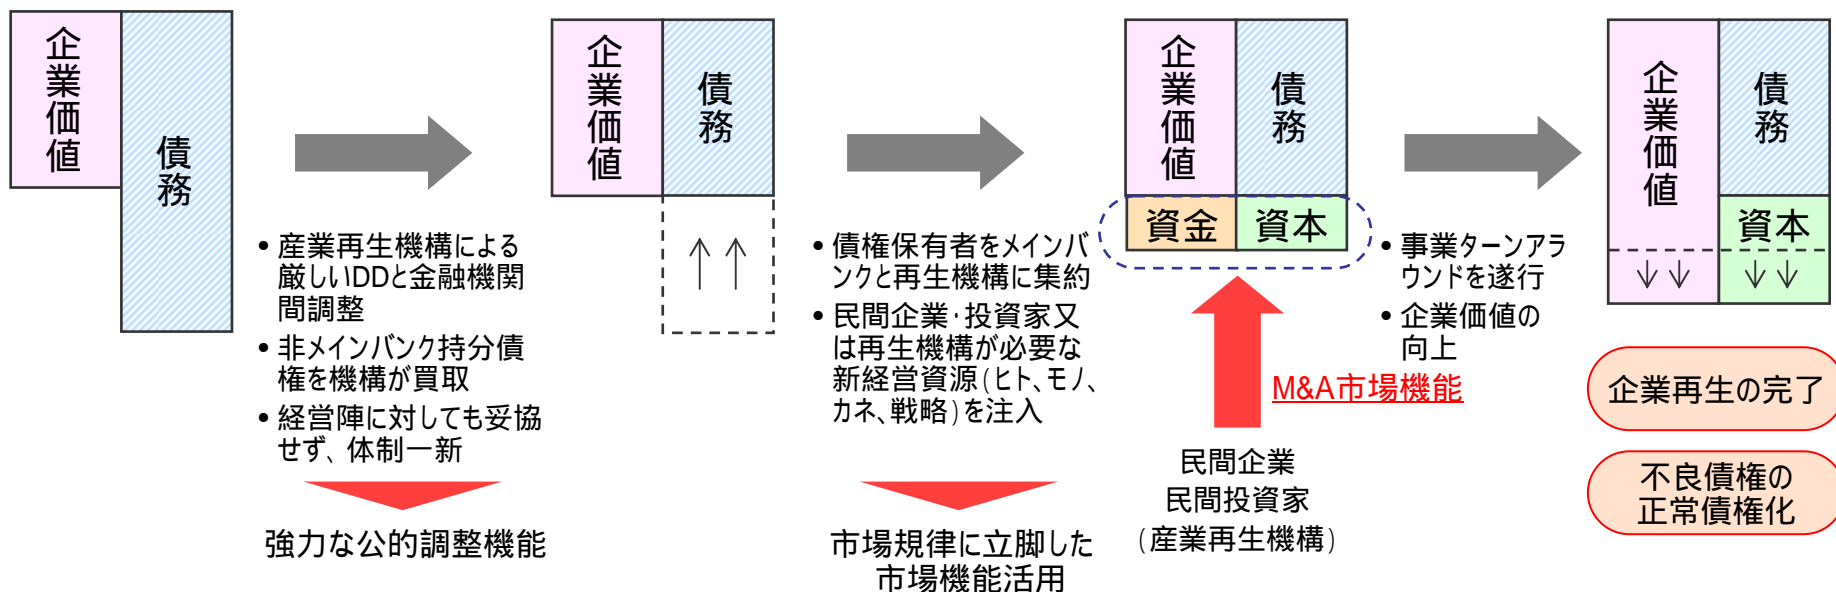 企業価値
債務
• 産業再生機構による
厳しいDDと金融機関
間調整
• 非メインバンク持分債
権を機構が買取
• 経営陣に対しても妥協
せず、体制一新
強力な公的調整機能
企業価値
債務
• 債権保有者をメインバ
ンクと再生機構に集約
• 民間企業・投資家又
は再生機構が必要な
新経営資源(ヒト、モノ、
カネ、戦略)を注入
市場規律に立脚した
市場機能活用
企業価値
債務
資金
資本
M&A市場機能
民間企業
民間投資家
(産業再生機構)
• 事業ターンアラ
ウンドを遂行
• 企業価値の
向上
企業価値
債務
資本
企業再生の完了
不良債権の
正常債権化